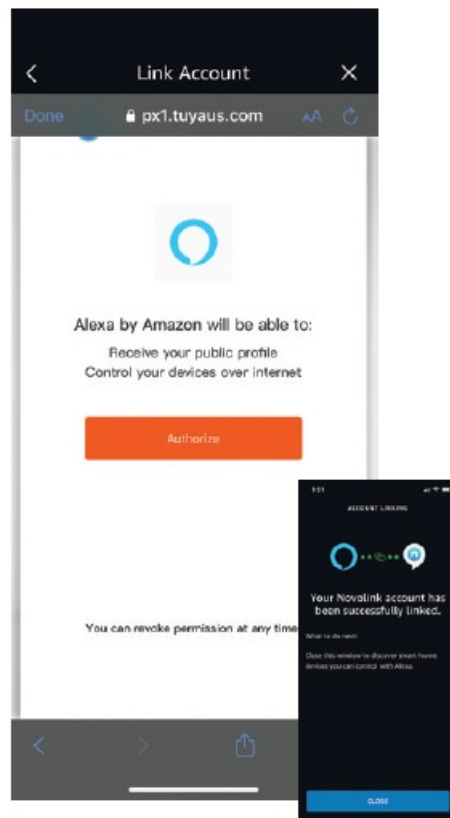 Link Account
Done
px1.tuyaus.com
AA
Alexa by Amazon will be able to:
Receive your public profile
Control your devices over internet
Authorize
You can revoke permission at any time
1:01
ACCOUNT LINKING
Your Novolink account has
been successfully linked.
What to do next:
Close this window to discover smart-home
devices you can control with Alexa.
CLOSE